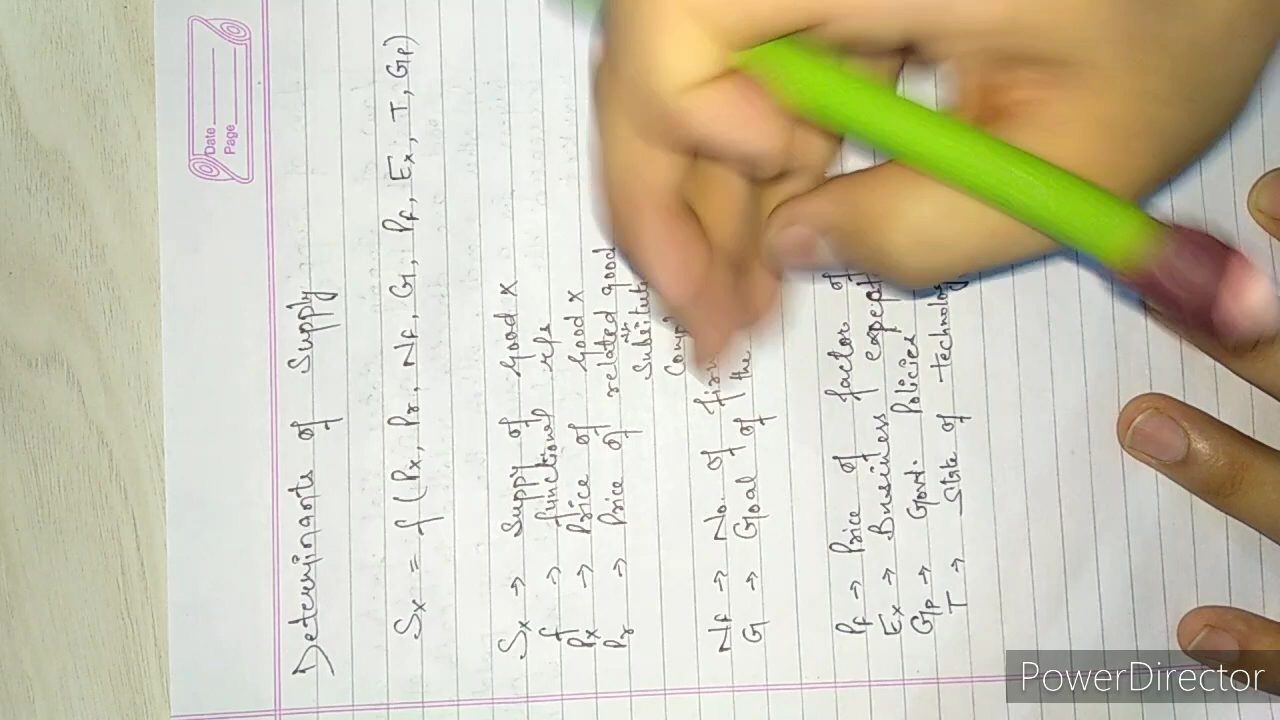 Date
Page
Determinants of Supply
Sx = f (Px, Pr, Nf, G, Pf, Ex, T, GP)
Sx → Supply of Good x
f → functional
Px → Price of Good x
Pr → Price of related good
Nf → No. of
G → Goal of the
Pf → Price of factor of
Ex → Business
GP → Govt. Policies
T → State of
PowerDirector